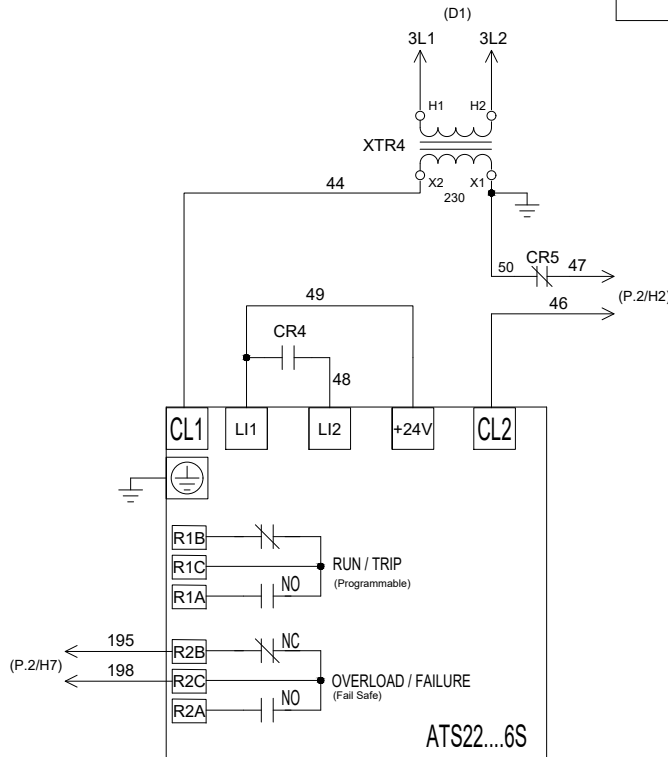 (D1)
3L1 3L2
H1 H2
XTR4
X2 X1
44 230
50 CR5 47
(P.2/H2)
49 46
CR4
48
CL1 LI1 LI2 +24V CL2
R1B
R1C RUN / TRIP
(Programmable)
R1A NO
195 R2B NC
(P.2/H7)
198 R2C OVERLOAD / FAILURE
(Fail Safe)
R2A NO
ATS22....6S